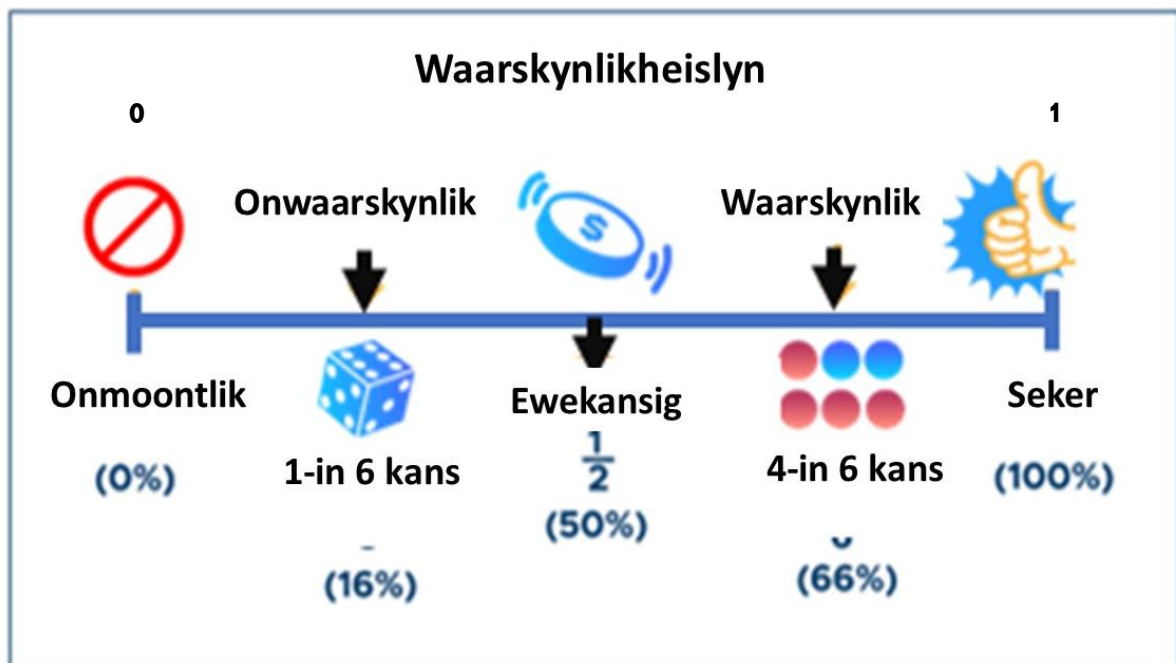 Waarskynlikheislyn
0
1
Onwaarskynlik
$
Waarskynlik
Onmoontlik
Ewekansig
Seker
(0%)
1-in 6 kans
1
2
(50%)
4-in 6 kans
(100%)
(16%)
(66%)